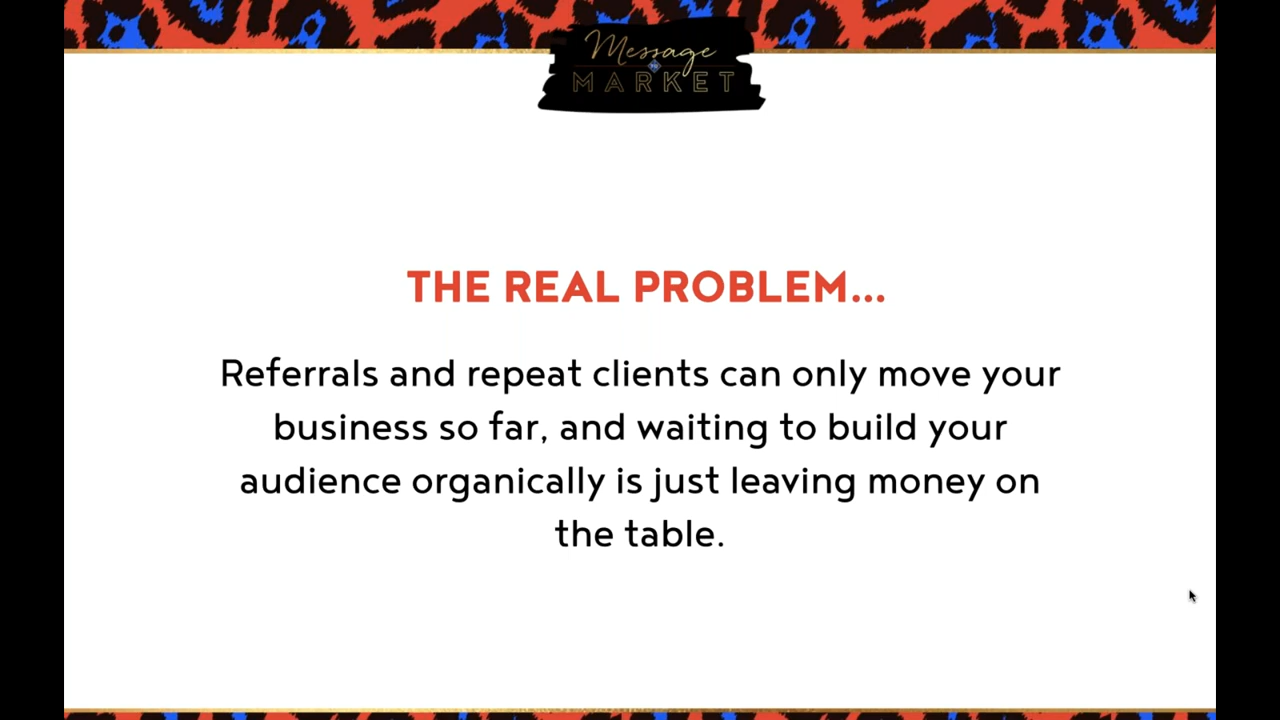 Message
MARKET
THE REAL PROBLEM...
Referrals and repeat clients can only move your
business so far, and waiting to build your
audience organically is just leaving money on
the table.